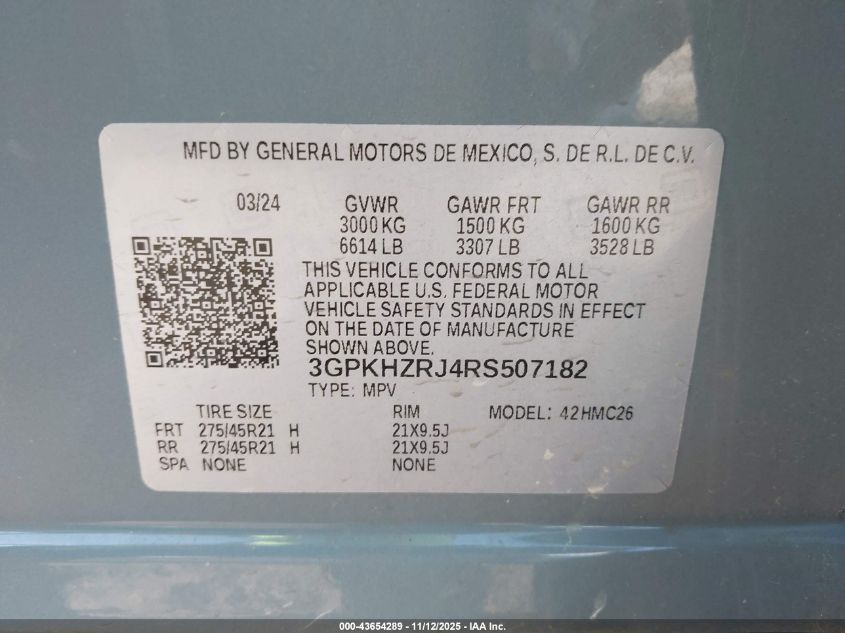 MFD BY GENERAL MOTORS DE MEXICO, S. DE R.L. DE C.V.
03/24 GVWR GAWR FRT GAWR RR
3000 KG 1500 KG 1600 KG
6614 LB 3307 LB 3528 LB
THIS VEHICLE CONFORMS TO ALL
APPLICABLE U.S. FEDERAL MOTOR
VEHICLE SAFETY STANDARDS IN EFFECT
ON THE DATE OF MANUFACTURE
SHOWN ABOVE.
3GPKHZRJ4RS507182
TYPE: MPV
TIRE SIZE RIM MODEL: 42HMC26
FRT 275/45R21 H 21X9.5J
RR 275/45R21 H 21X9.5J
SPA NONE NONE
000-43654289 - 11/12/2025 - IAA Inc.